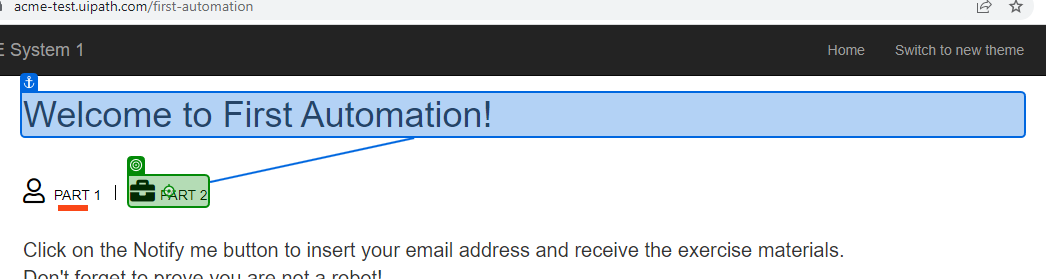 acme-test.uipath.com/first-automation
E System 1 Home Switch to new theme
Welcome to First Automation!
PART 1 | PART 2
Click on the Notify me button to insert your email address and receive the exercise materials.
Don't forget to prove you are not a robot!